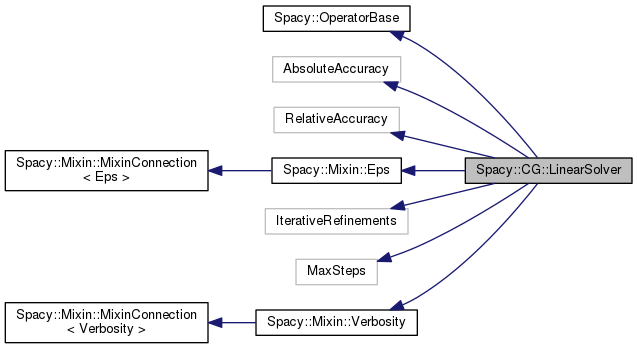 Spacy::OperatorBase
AbsoluteAccuracy
RelativeAccuracy
Spacy::Mixin::MixinConnection
< Eps >
Spacy::Mixin::Eps
Spacy::CG::LinearSolver
IterativeRefinements
MaxSteps
Spacy::Mixin::MixinConnection
< Verbosity >
Spacy::Mixin::Verbosity